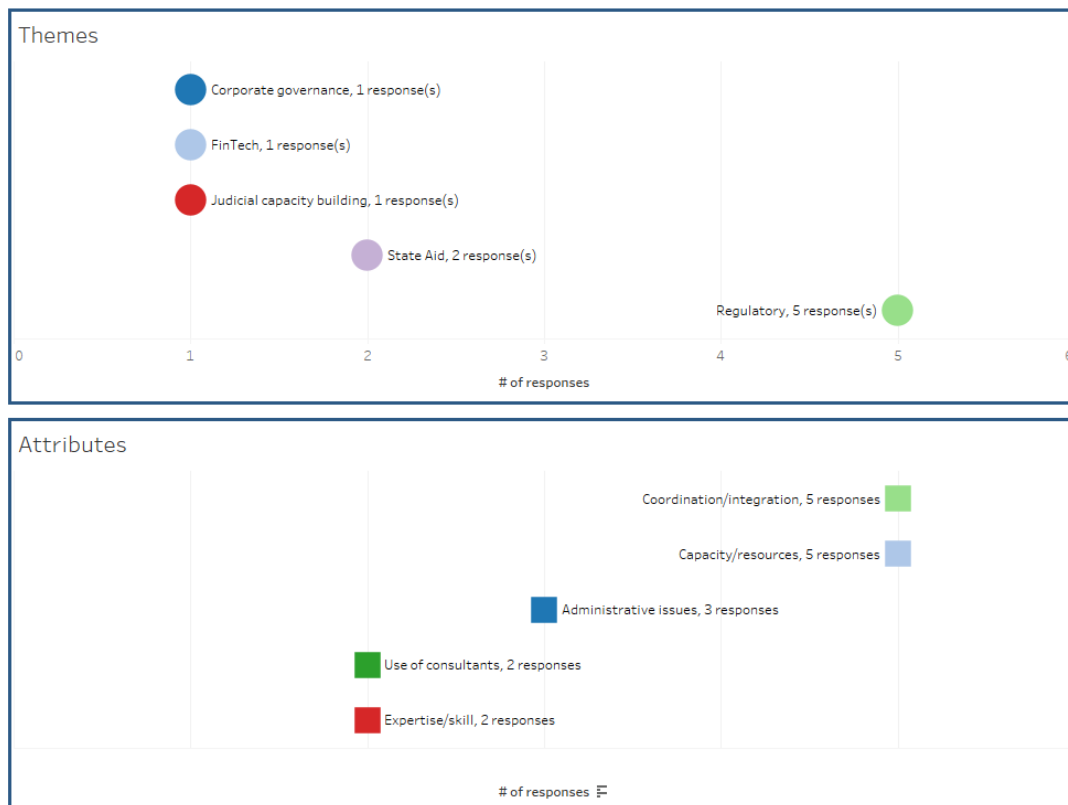 Themes
Corporate governance, 1 response(s)
FinTech, 1 response(s)
Judicial capacity building, 1 response(s)
State Aid, 2 response(s)
Regulatory, 5 response(s)
0 1 2 3 4 5 6
# of responses
Attributes
Coordination/integration, 5 responses
Capacity/resources, 5 responses
Administrative issues, 3 responses
Use of consultants, 2 responses
Expertise/skill, 2 responses
# of responses